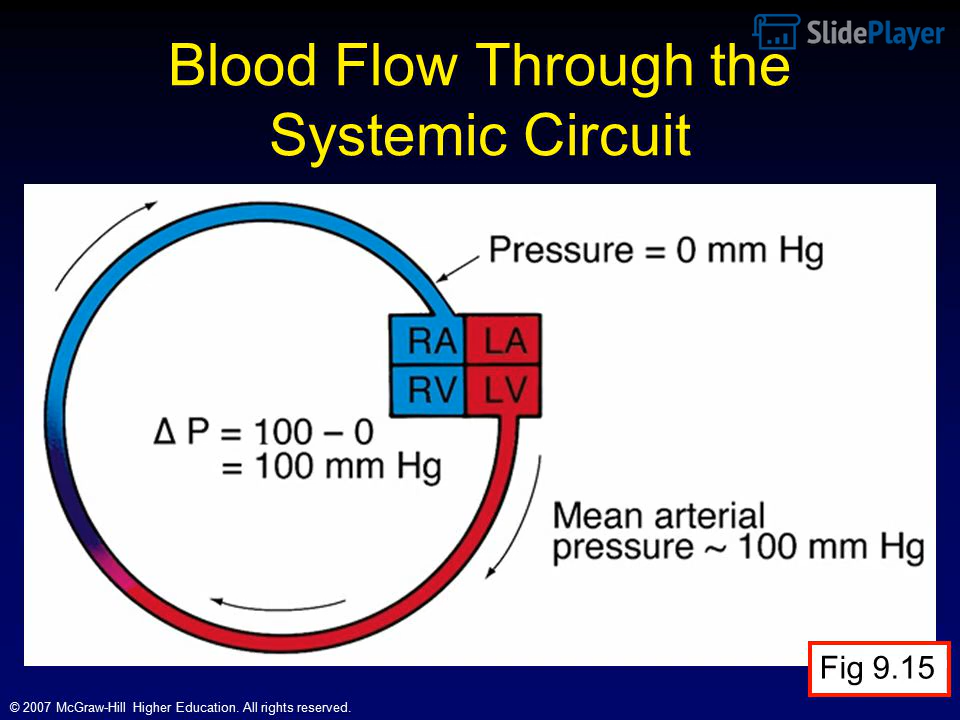 SlidePlayer
Blood Flow Through the
Systemic Circuit
Pressure = 0 mm Hg
RA LA
RV LV
Δ P = 100 – 0
= 100 mm Hg
Mean arterial
pressure ~ 100 mm Hg
Fig 9.15
© 2007 McGraw-Hill Higher Education. All rights reserved.